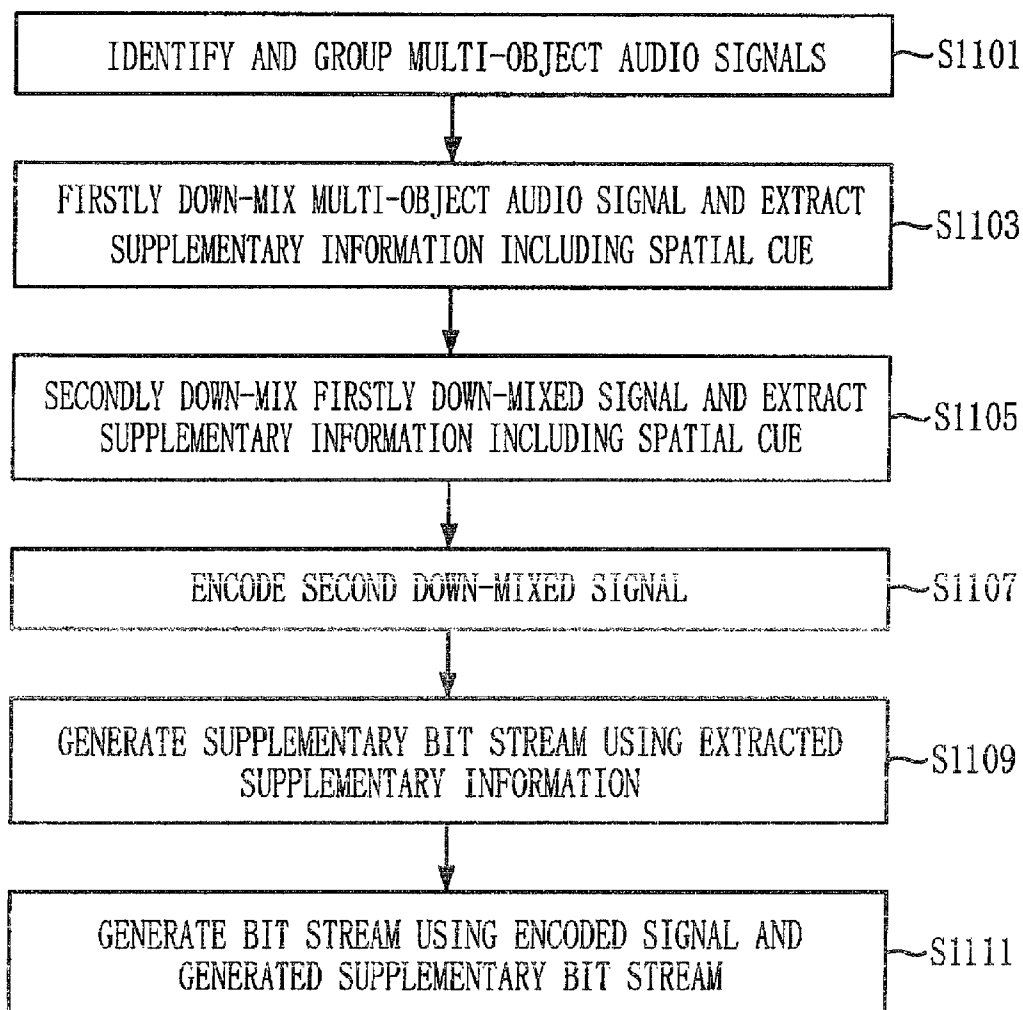 IDENTIFY AND GROUP MULTI-OBJECT AUDIO SIGNALS
S1101
FIRSTLY DOWN-MIX MULTI-OBJECT AUDIO SIGNAL AND EXTRACT
SUPPLEMENTARY INFORMATION INCLUDING SPATIAL CUE
S1103
SECONDLY DOWN-MIX FIRSTLY DOWN-MIXED SIGNAL AND EXTRACT
SUPPLEMENTARY INFORMATION INCLUDING SPATIAL CUE
S1105
ENCODE SECOND DOWN-MIXED SIGNAL
S1107
GENERATE SUPPLEMENTARY BIT STREAM USING EXTRACTED
SUPPLEMENTARY INFORMATION
S1109
GENERATE BIT STREAM USING ENCODED SIGNAL AND
GENERATED SUPPLEMENTARY BIT STREAM
S1111